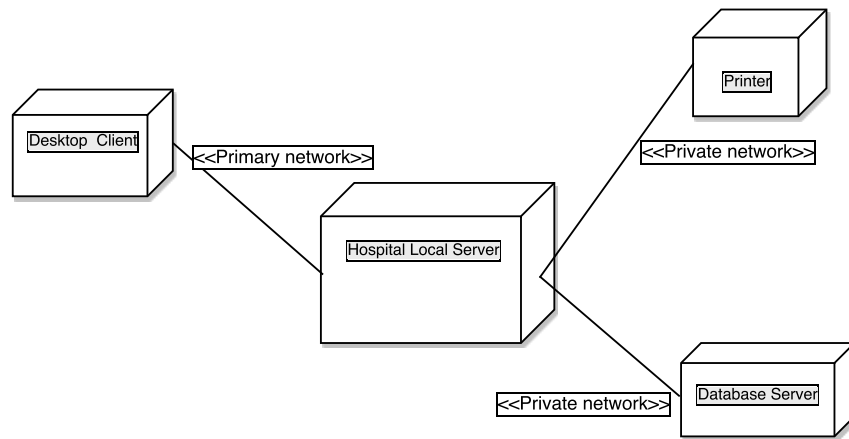 Printer
Desktop Client
<<Primary network>>
<<Private network>>
Hospital Local Server
<<Private network>>
Database Server